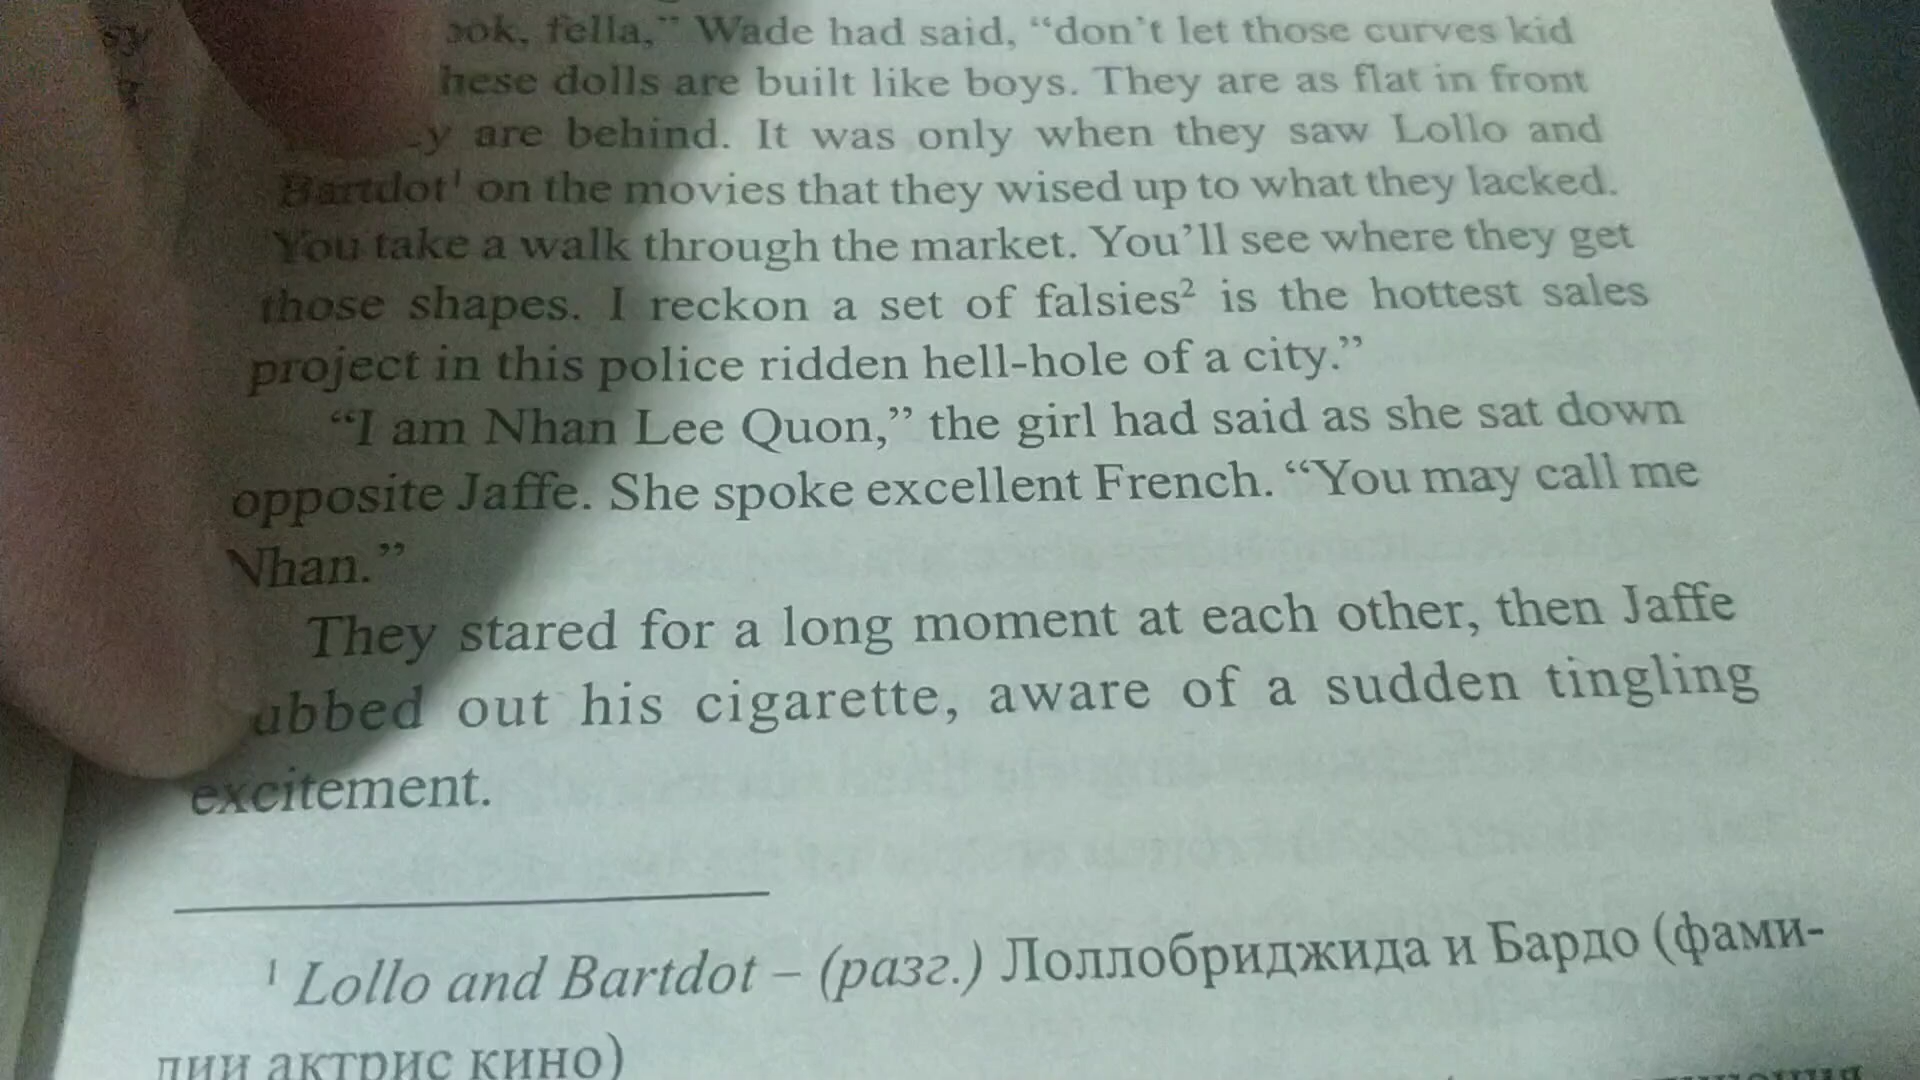 fella,” Wade had said, “don’t let those curves kid
dolls are built like boys. They are as flat in front
are behind. It was only when they saw Lollo and
Bartdot¹ on the movies that they wised up to what they lacked.
You take a walk through the market. You’ll see where they get
those shapes. I reckon a set of falsies² is the hottest sales
project in this police ridden hell-hole of a city.”
“I am Nhan Lee Quon,” the girl had said as she sat down
opposite Jaffe. She spoke excellent French. “You may call me
Nhan.”
They stared for a long moment at each other, then Jaffe
out his cigarette, aware of a sudden tingling
excitement.
¹ Lollo and Bartdot – (разг.) Лоллобриджида и Бардо (фами-
лии актрис кино)